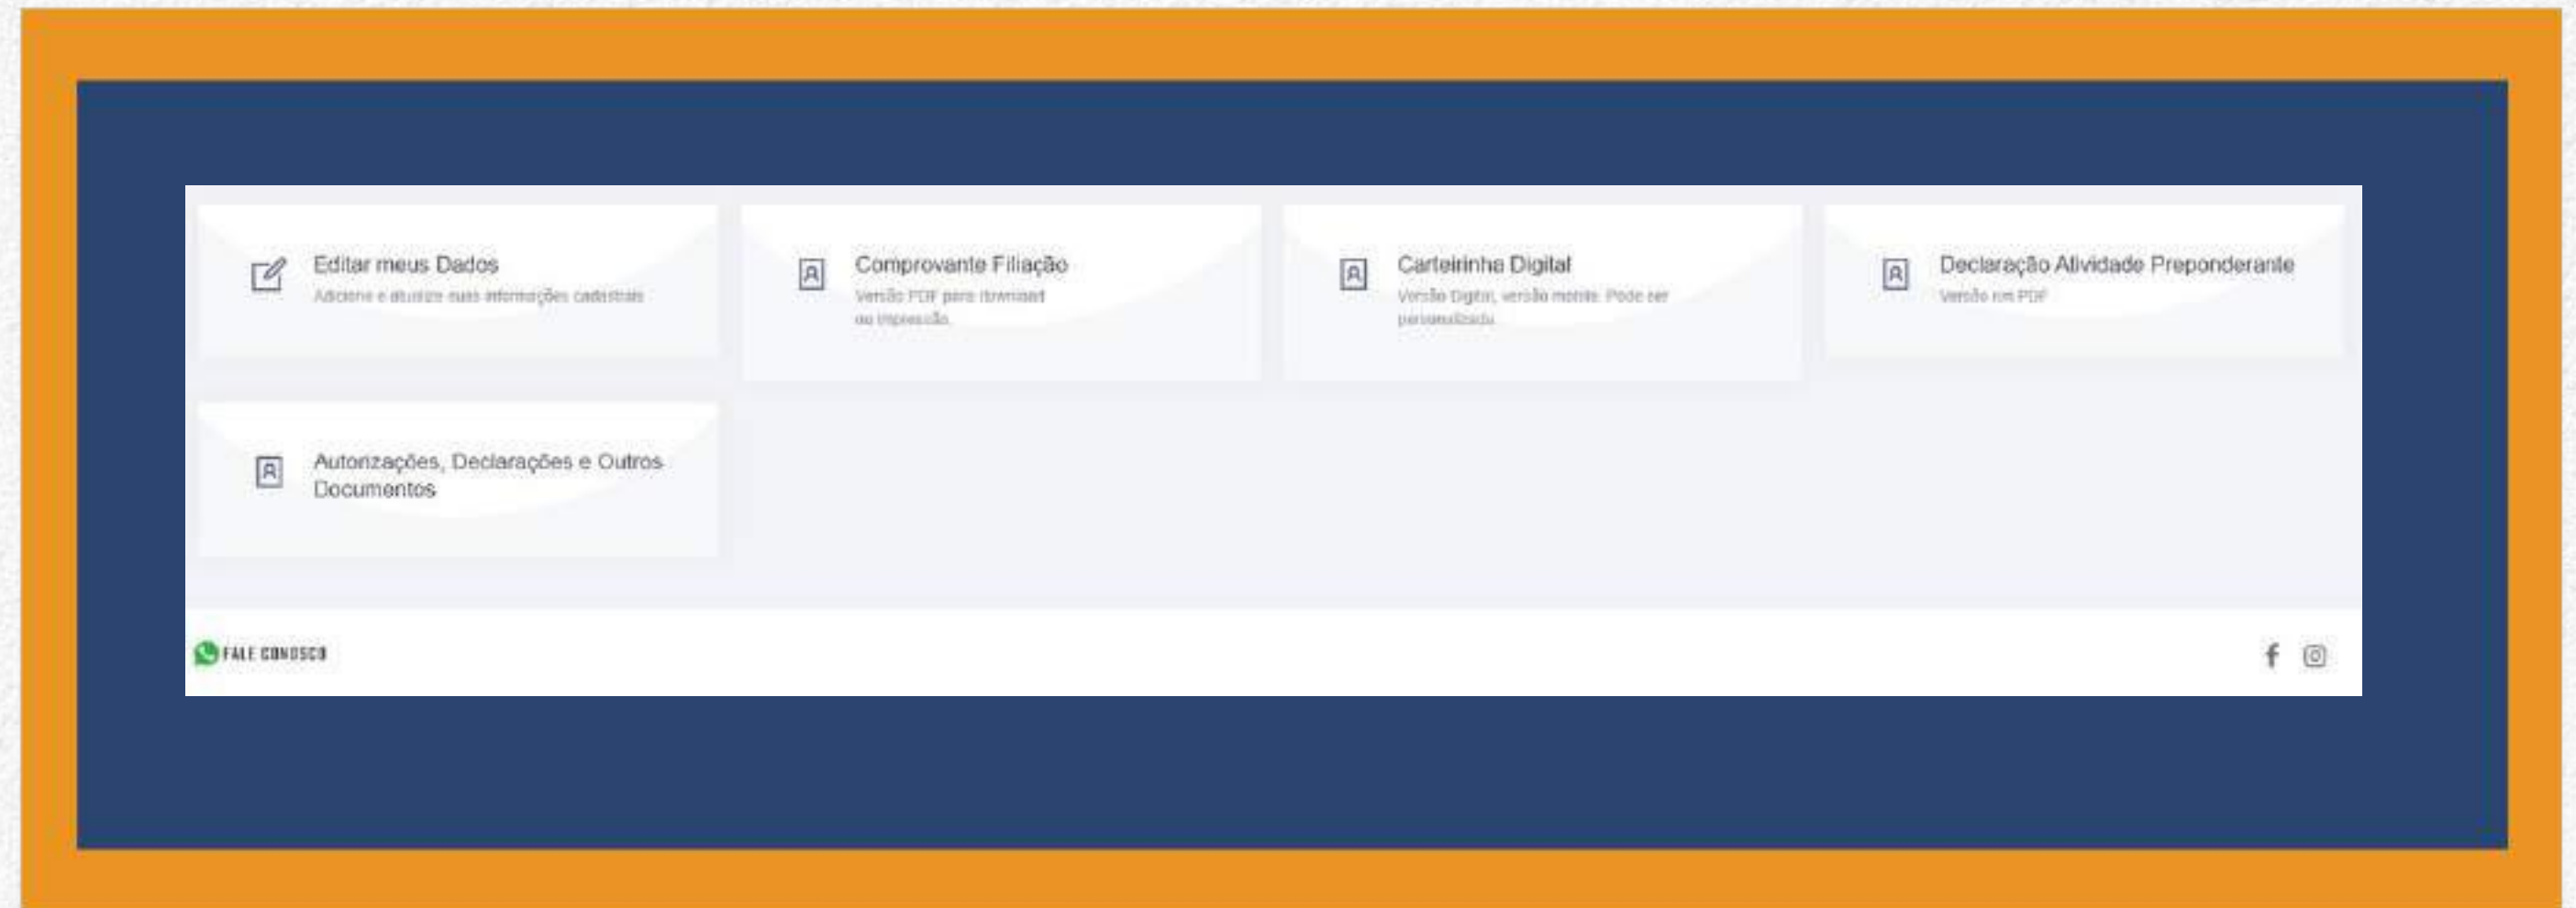 Editar meus Dados
Adicione e atualize suas informações cadastrais
Comprovante Filiação
Versão PDF para download
ou impressão.
Carteirinha Digital
Versão Digital, versão Pode ser
personalizada.
Declaração Atividade Preponderante
Versão em PDF
Autorizações, Declarações e Outros
Documentos
FALE CONOSCO